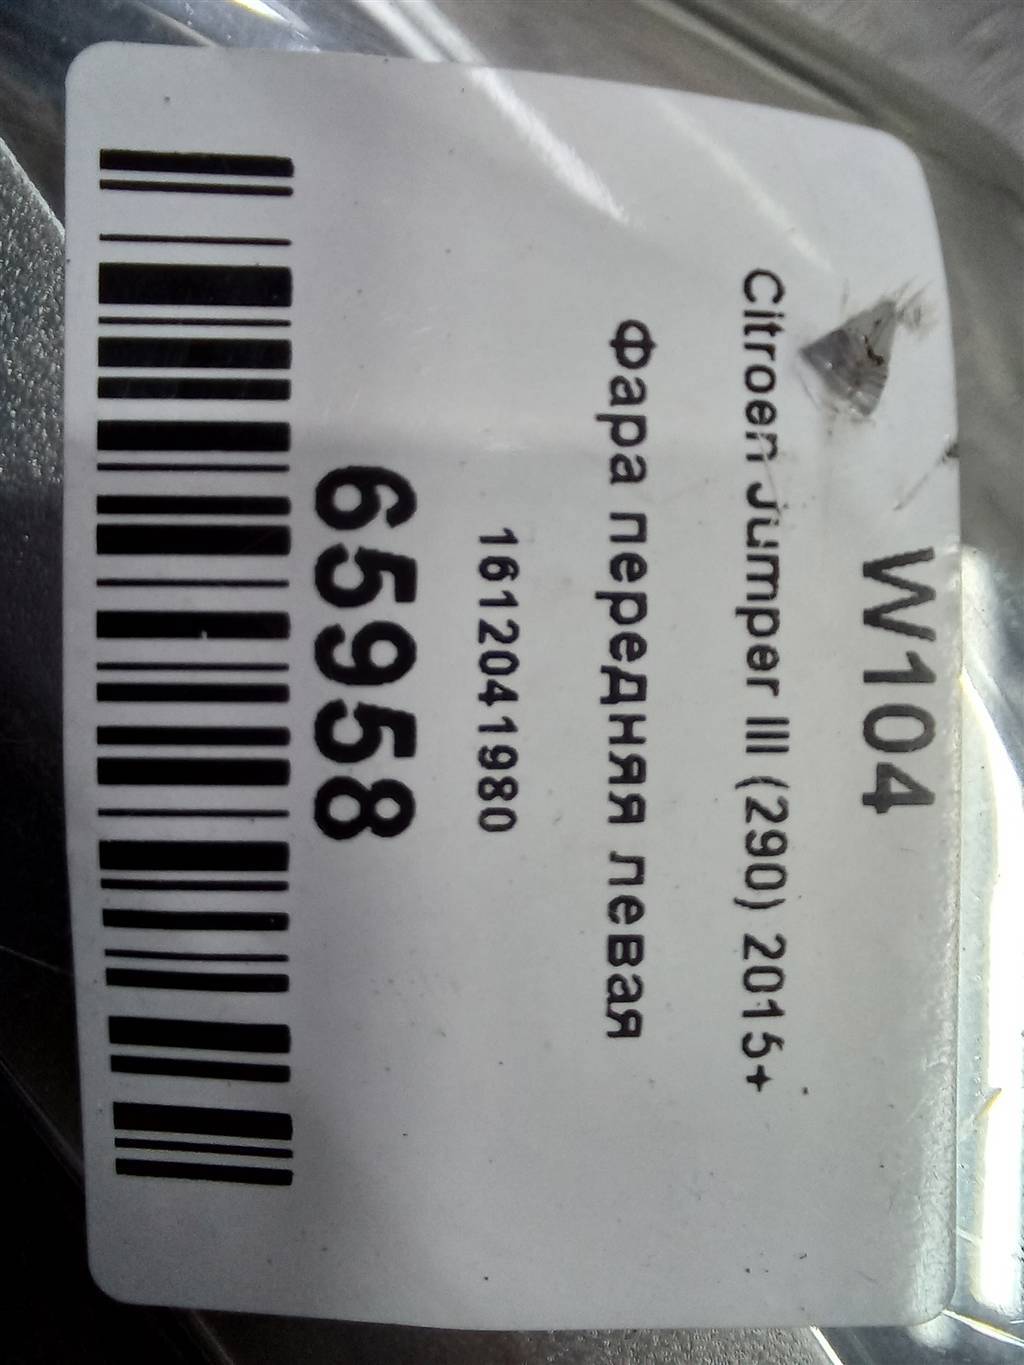 W104
Citroen Jumper III (290) 2015+
Фара передняя левая
1612041980
65958